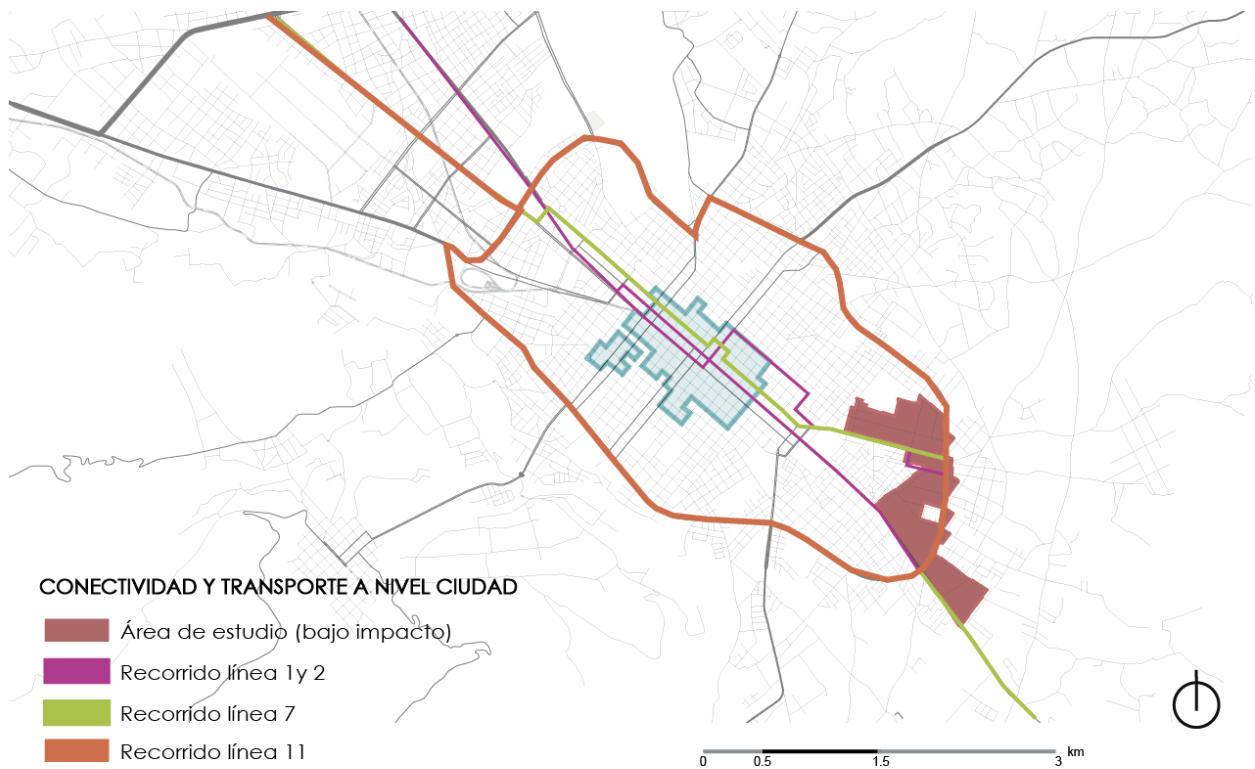 CONECTIVIDAD Y TRANSPORTE A NIVEL CIUDAD
Área de estudio (bajo impacto)
Recorrido línea 1y 2
Recorrido línea 7
Recorrido línea 11
0 0.5 1.5 3 km